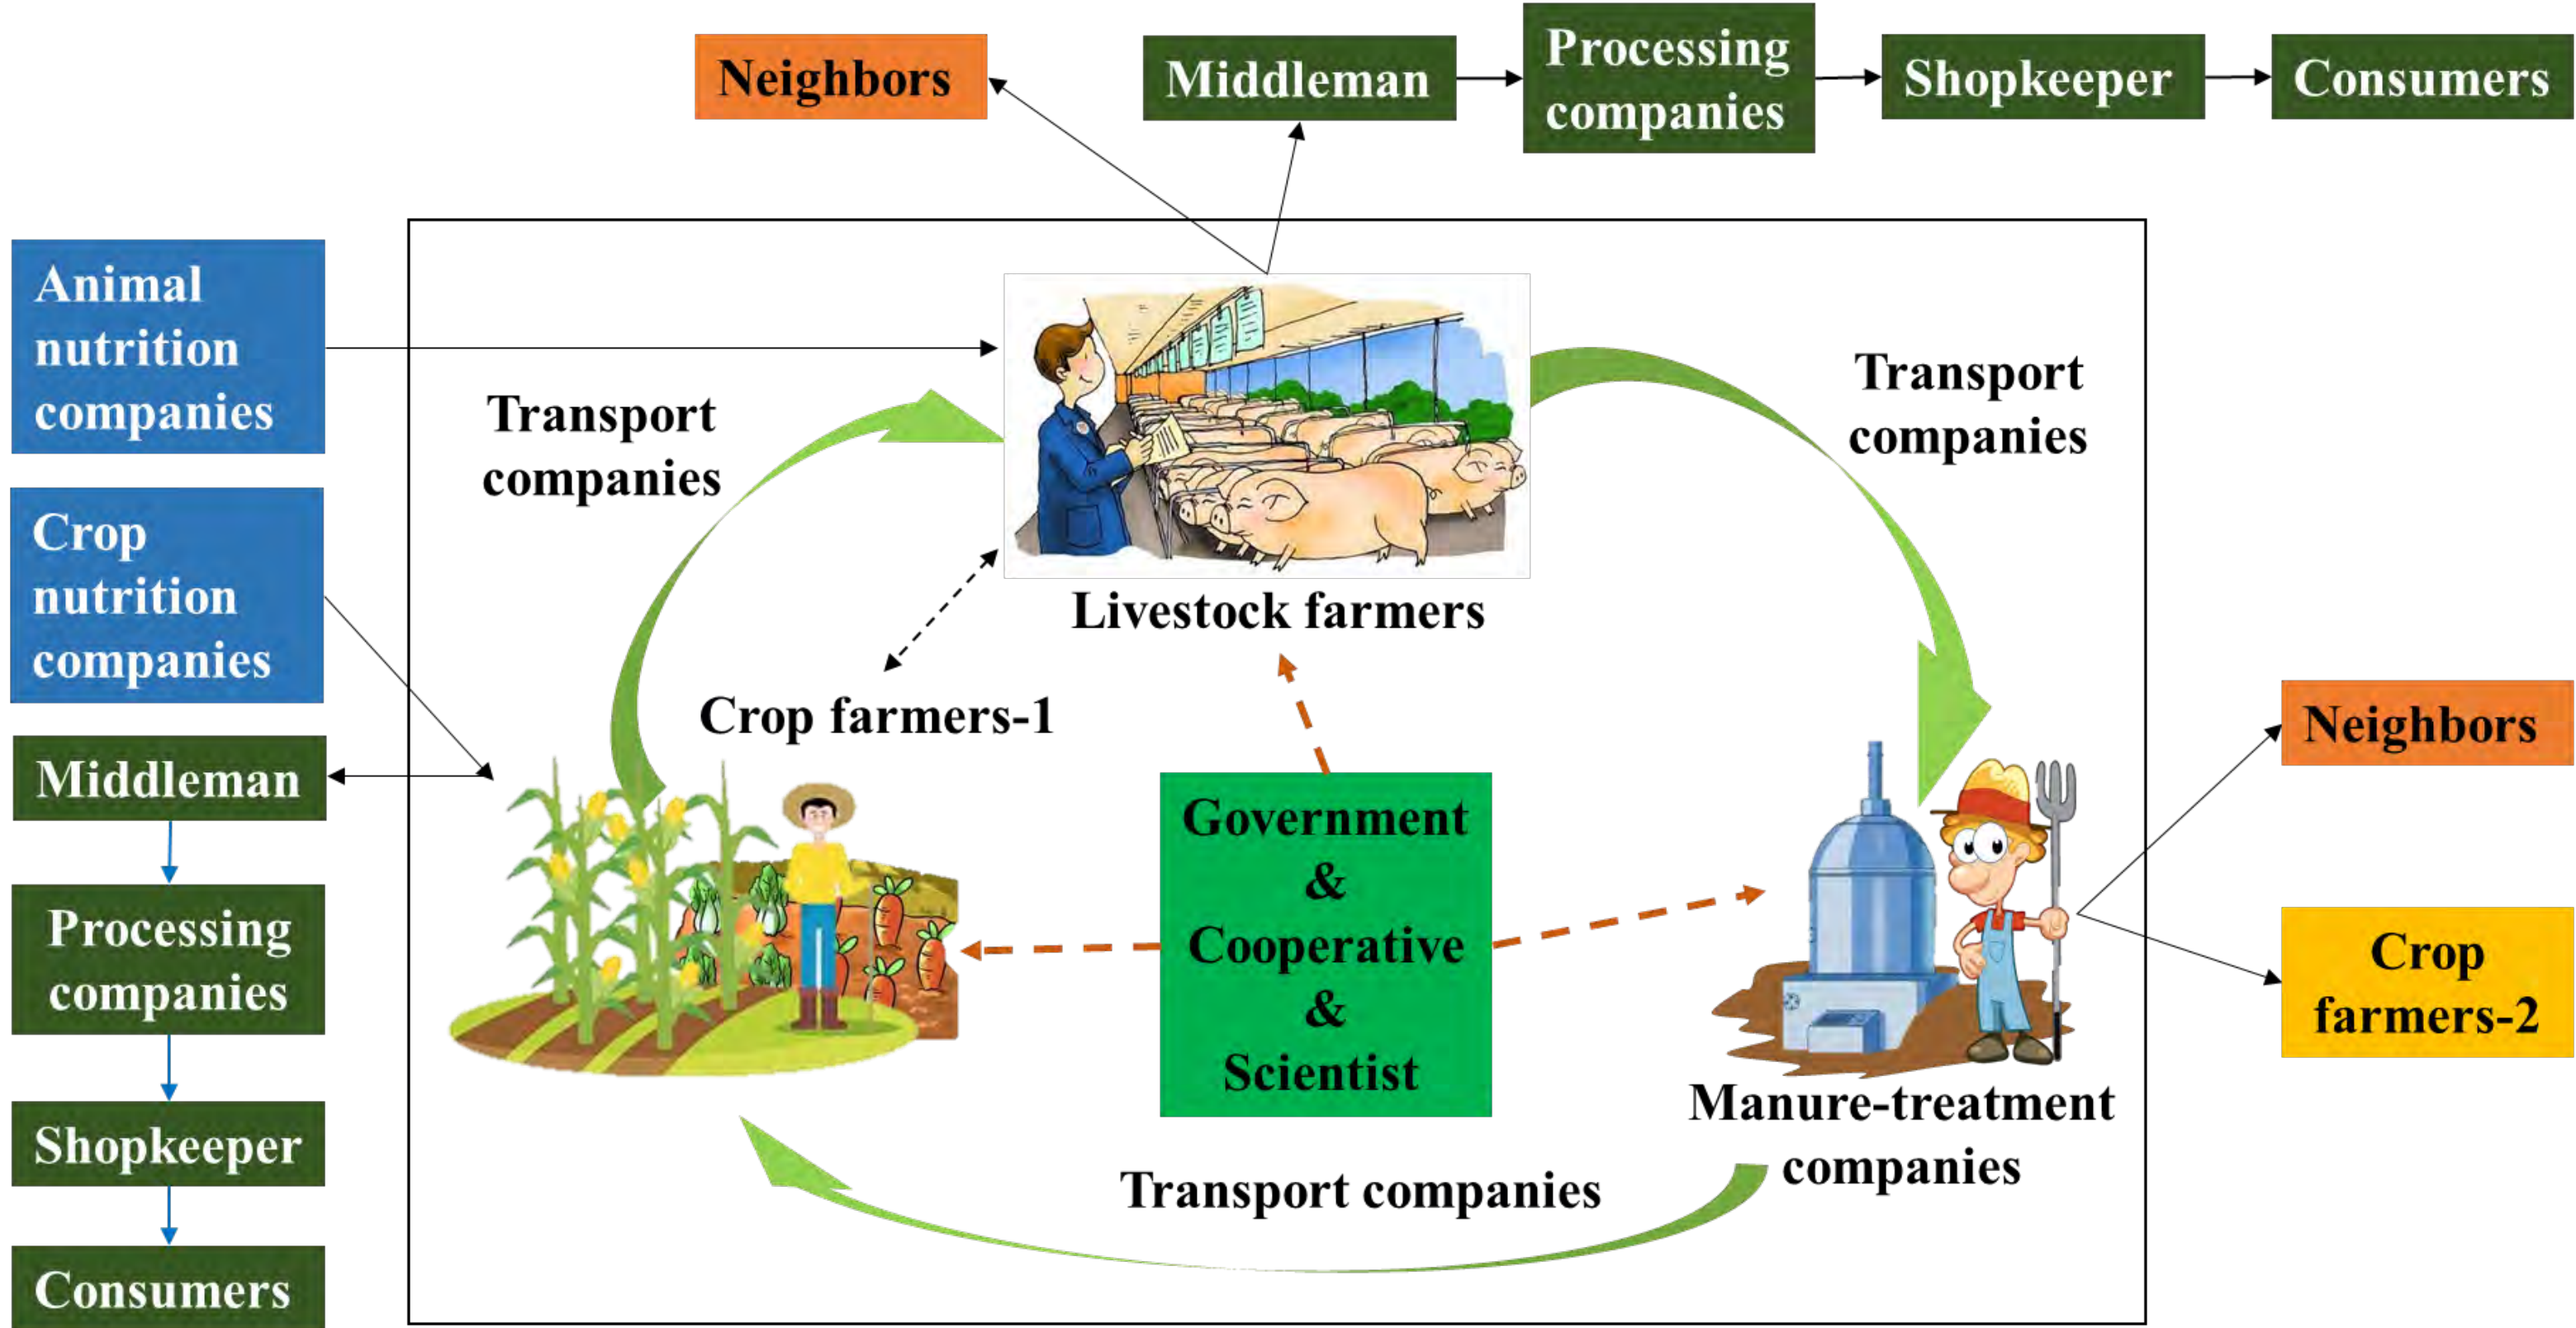 Neighbors
Middleman
Processing
companies
Shopkeeper
Consumers
Animal
nutrition
companies
Transport
companies
Transport
companies
Crop
nutrition
companies
Livestock farmers
Crop farmers-1
Neighbors
Middleman
Government
&
Cooperative
&
Scientist
Processing
companies
Crop
farmers-2
Manure-treatment
companies
Shopkeeper
Transport companies
Consumers